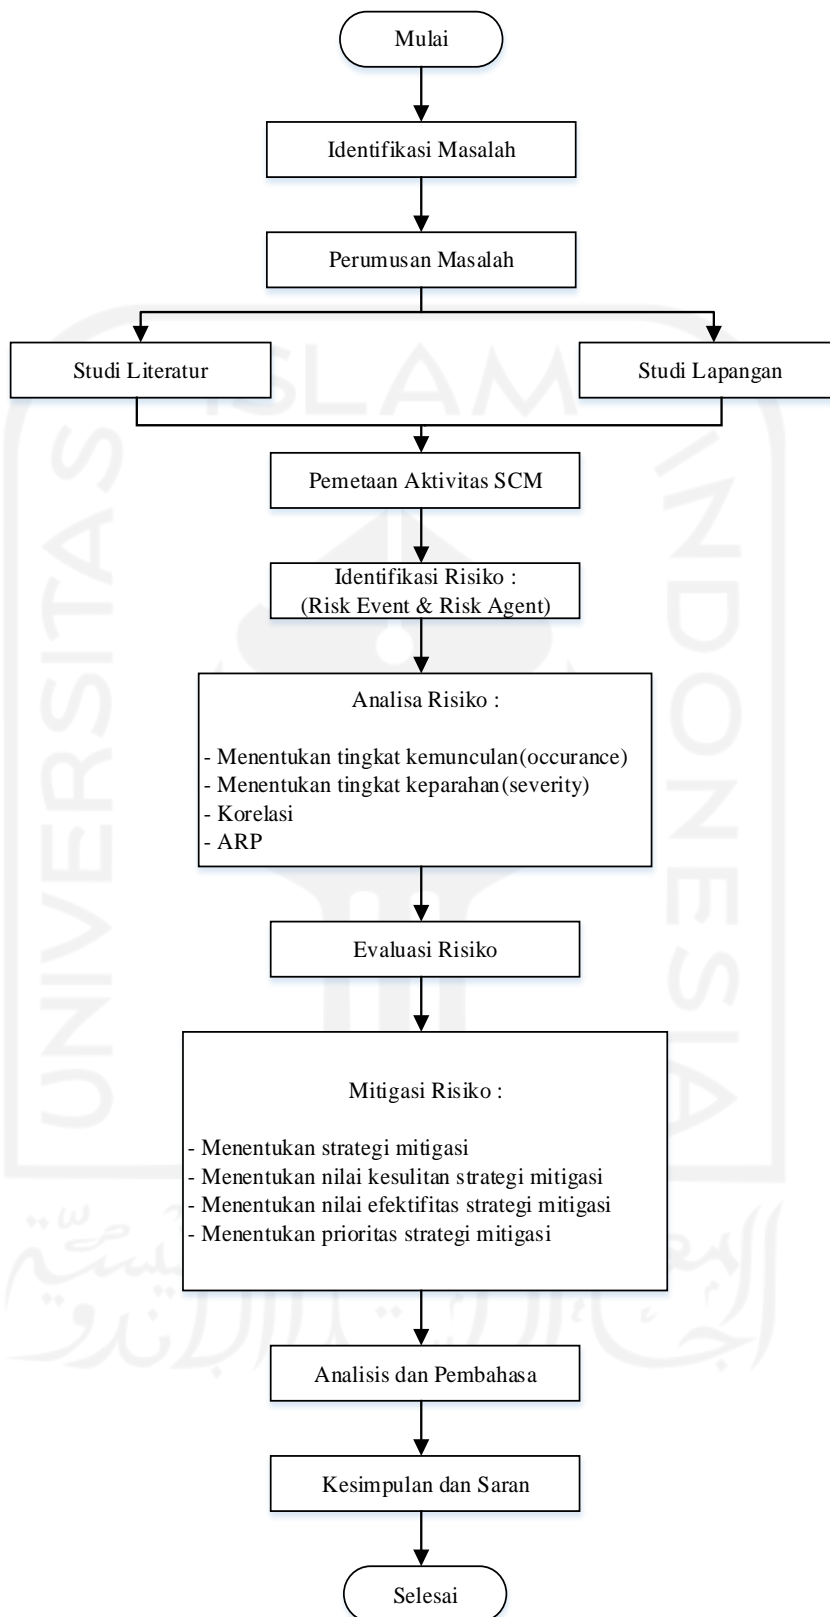 Mulai
Identifikasi Masalah
Perumusan Masalah
Studi Literatur
Studi Lapangan
Pemetaan Aktivitas SCM
Identifikasi Risiko :
(Risk Event & Risk Agent)
Analisa Risiko :
- Menentukan tingkat kemunculan(occurance)
- Menentukan tingkat keparahan(severity)
- Korelasi
- ARP
Evaluasi Risiko
Mitigasi Risiko :
- Menentukan strategi mitigasi
- Menentukan nilai kesulitan strategi mitigasi
- Menentukan nilai efektifitas strategi mitigasi
- Menentukan prioritas strategi mitigasi
Analisis dan Pembahasa
Kesimpulan dan Saran
Selesai
UNIVERSITAS
ISLAM
INDONESIA